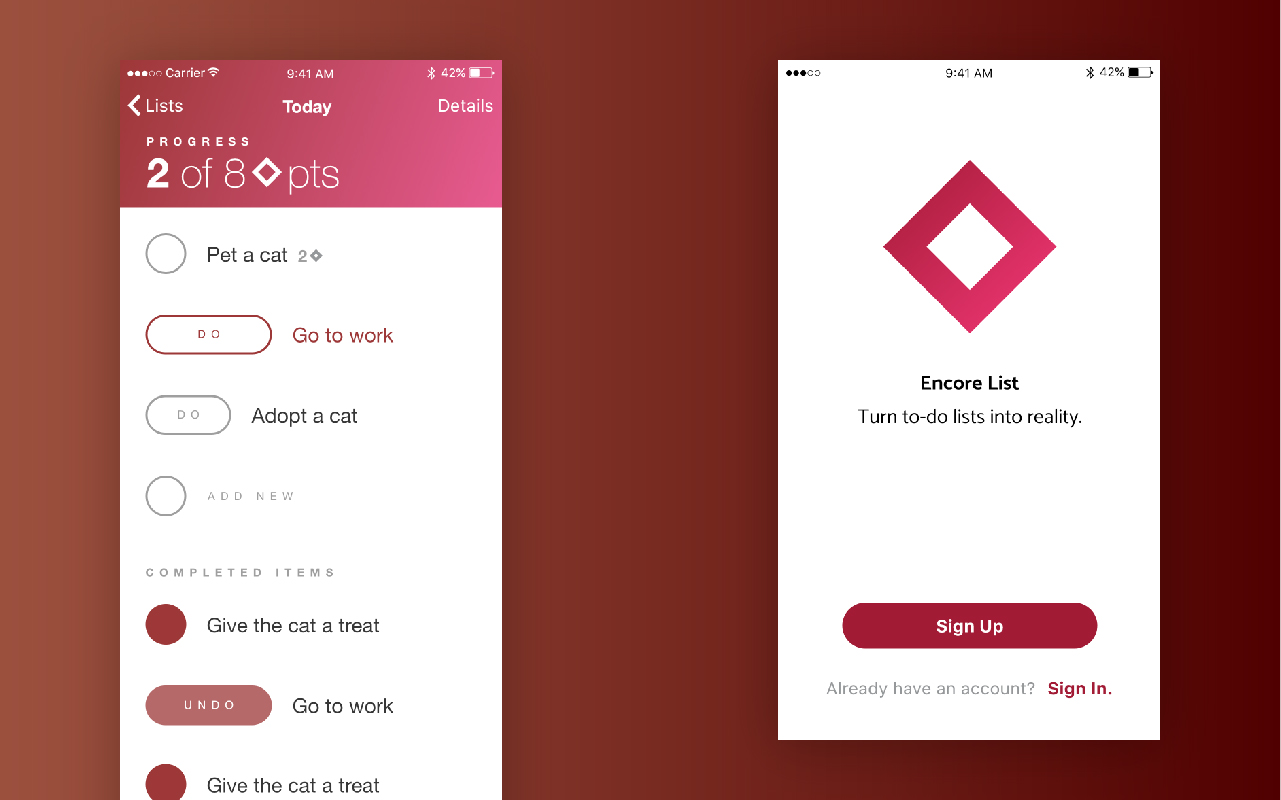 Carrier 9:41 AM 42%
Lists Today Details
PROGRESS
2 of 8 pts
Pet a cat 2
DO Go to work
DO Adopt a cat
ADD NEW
COMPLETED ITEMS
Give the cat a treat
UNDO Go to work
Give the cat a treat
9:41 AM 42%
Encore List
Turn to-do lists into reality.
Sign Up
Already have an account? Sign In.